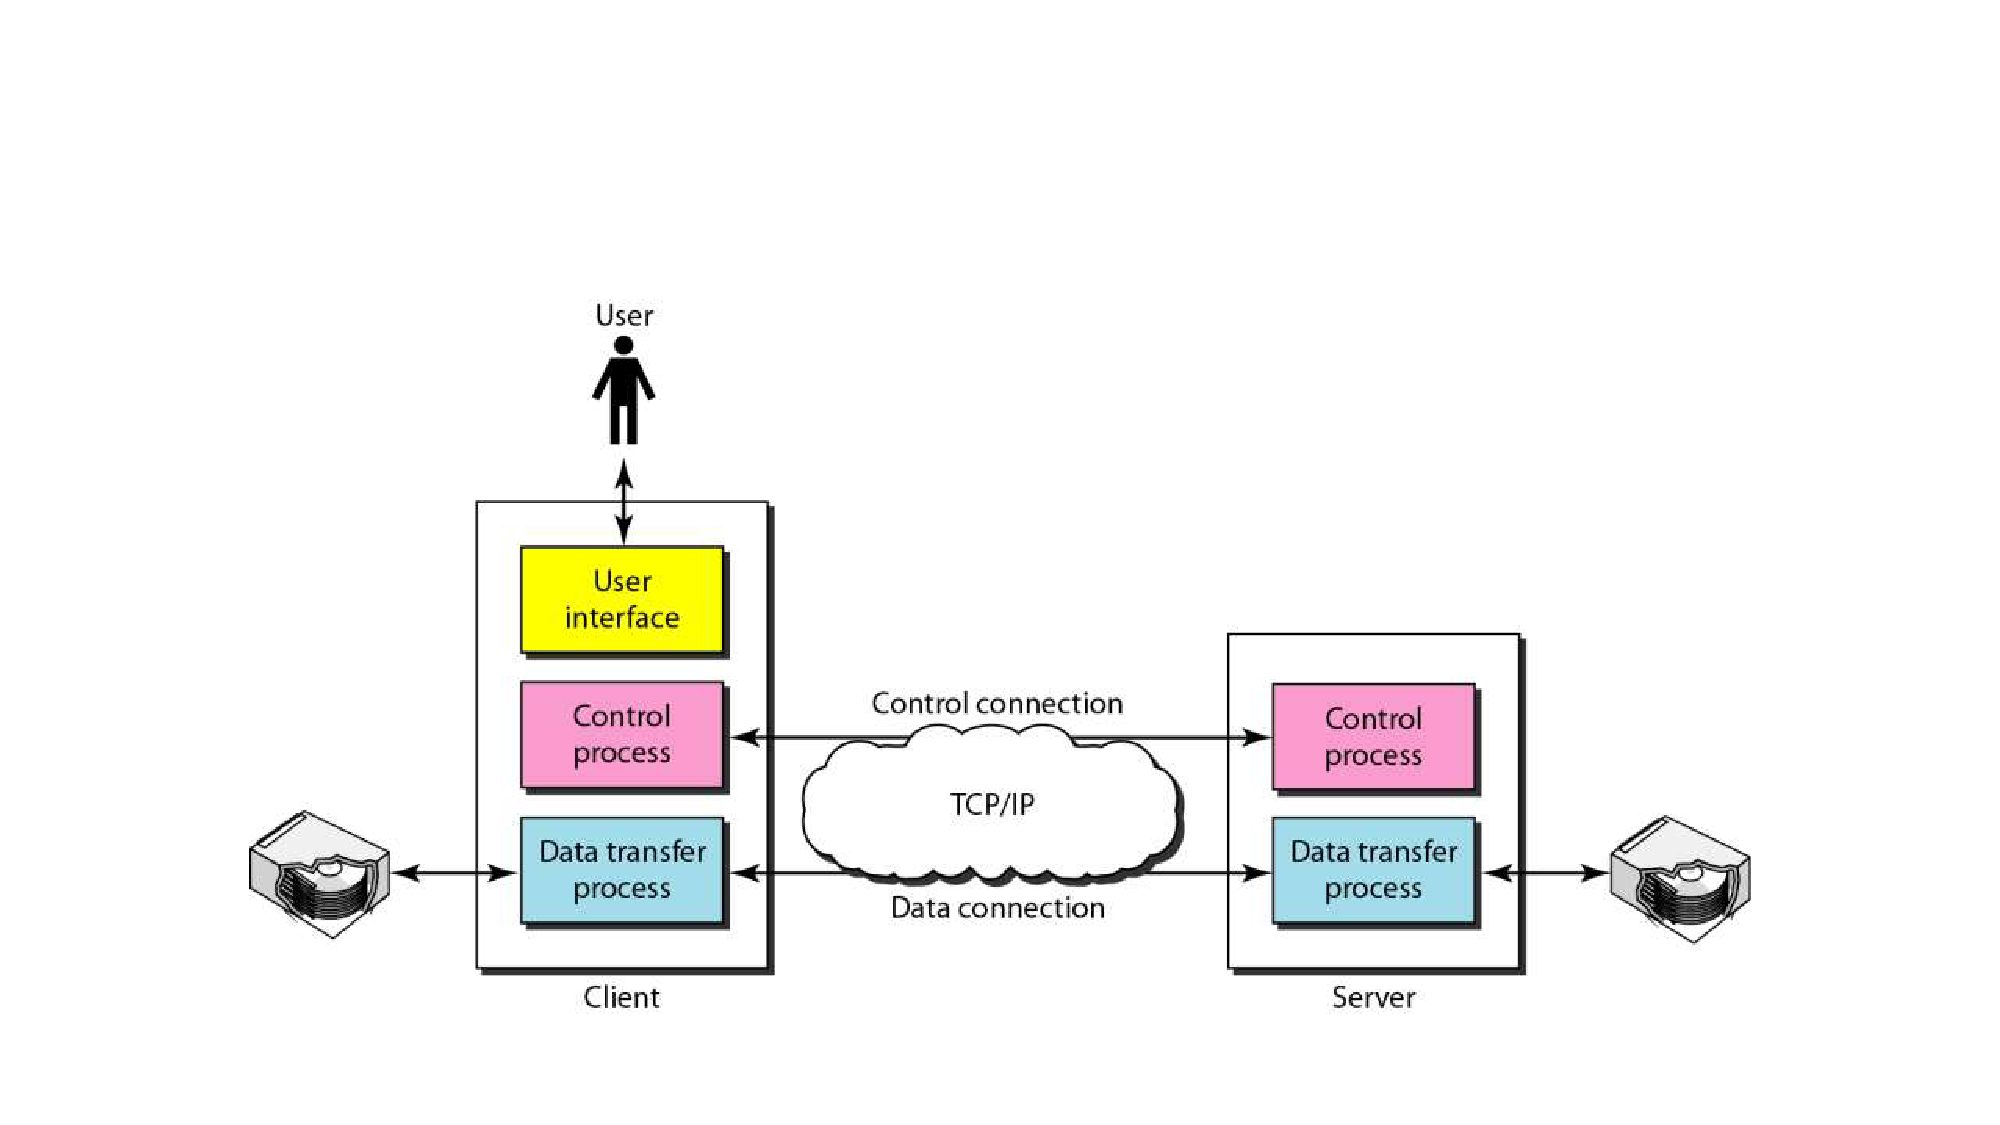 User
User
interface
Control
process
Data transfer
process
Client
Control connection
TCP/IP
Data connection
Control
process
Data transfer
process
Server